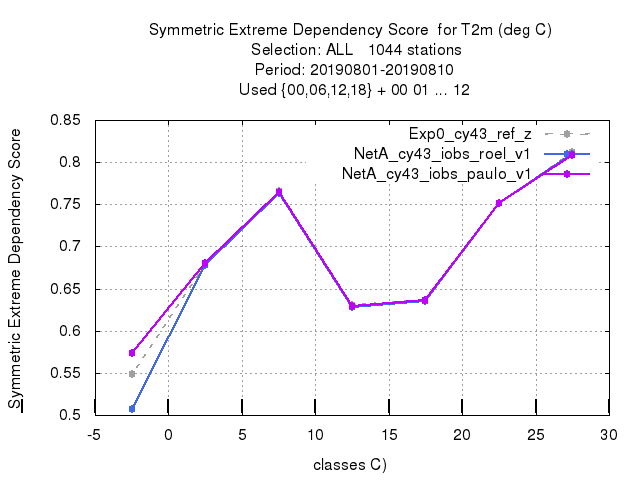 Symmetric Extreme Dependency Score  for T2m (deg C)
Selection: ALL   1044 stations
Period: 20190801-20190810
Used {00,06,12,18} + 00 01 ... 12
Symmetric Extreme Dependency Score
0.85
0.8
0.75
0.7
0.65
0.6
0.55
0.5
Exp0_cy43_ref_z
NetA_cy43_iobs_roel_v1
NetA_cy43_iobs_paulo_v1
-5 0 5 10 15 20 25 30
classes C)